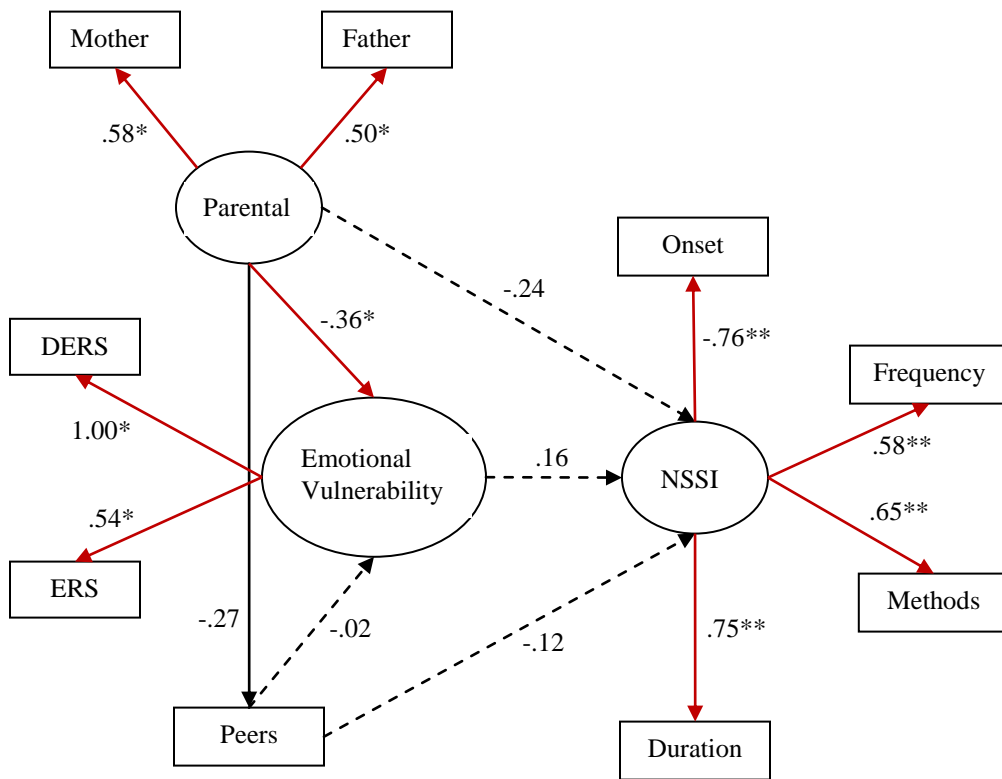 Mother
Father
.58*
.50*
Parental
Onset
-.24
-.36*
-.76**
DERS
Frequency
1.00*
Emotional
Vulnerability
.16
NSSI
.58**
.54*
.65**
ERS
Methods
-.27
-.02
-.12
.75**
Peers
Duration